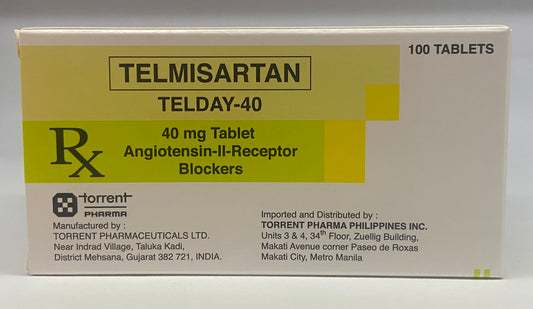 100 TABLETS
TELMISARTAN
TELDAY-40
Rx
40 mg Tablet
Angiotensin-II-Receptor
Blockers
torrent
PHARMA
Manufactured by :
TORRENT PHARMACEUTICALS LTD.
Near Indrad Village, Taluka Kadi,
District Mehsana, Gujarat 382 721, INDIA.
Imported and Distributed by :
TORRENT PHARMA PHILIPPINES INC.
Units 3 & 4, 34th Floor, Zuellig Building,
Makati Avenue corner Paseo de Roxas
Makati City, Metro Manila